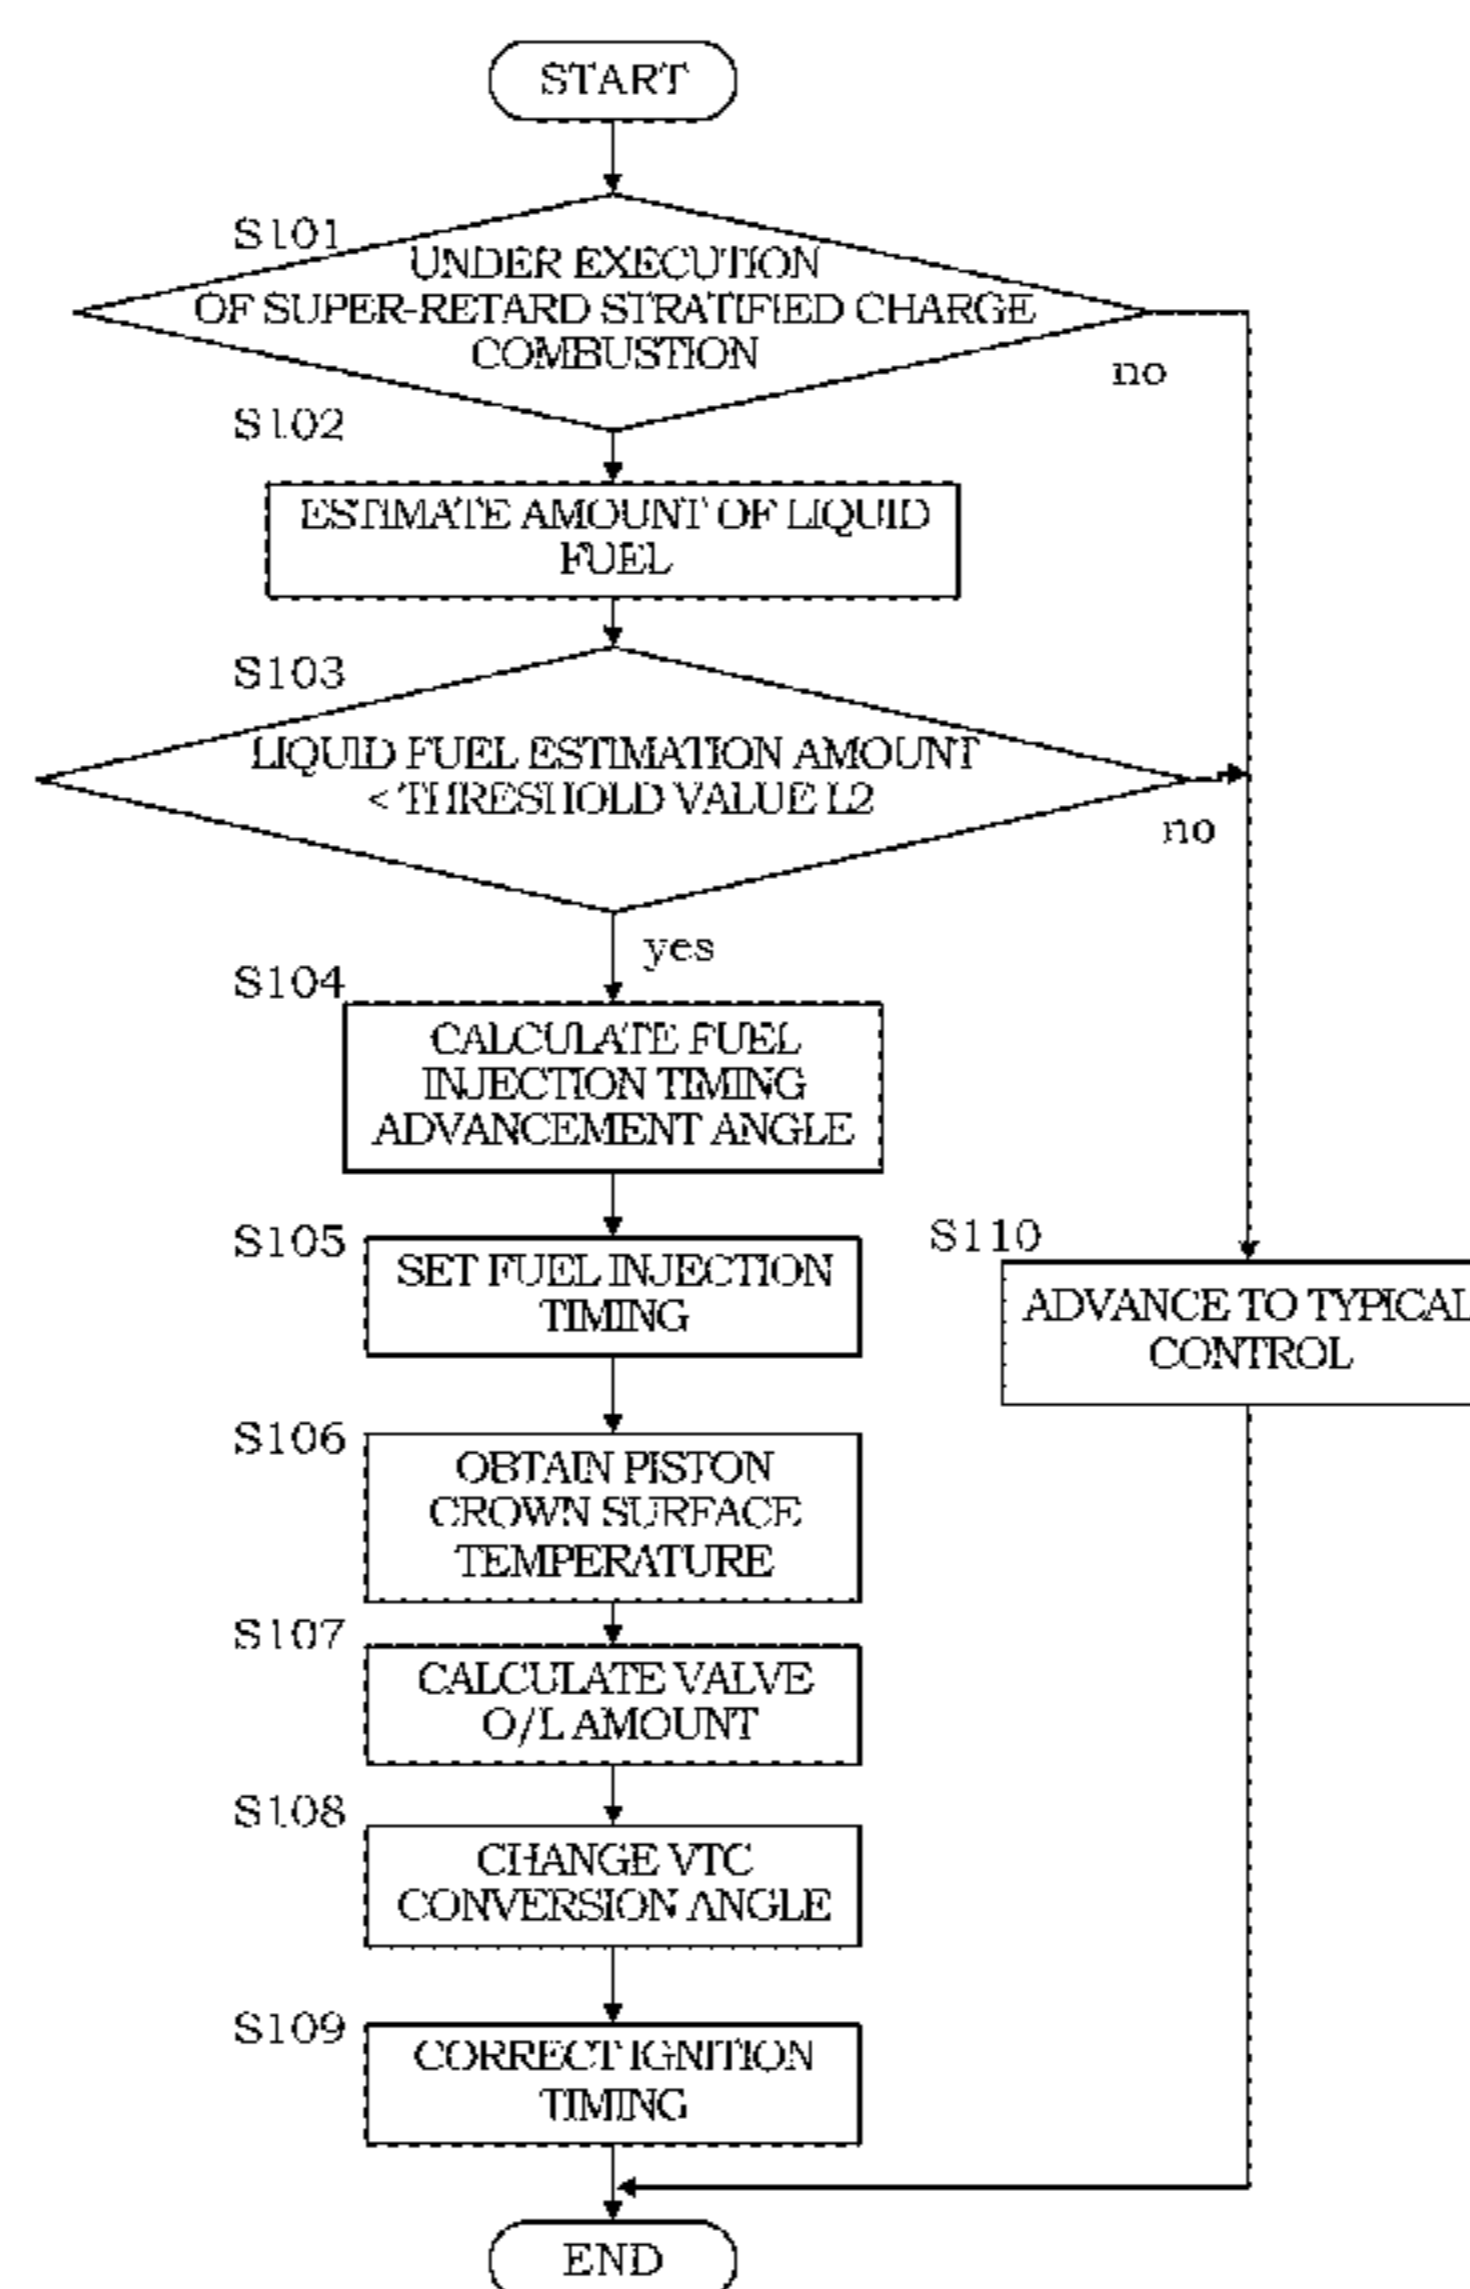 START
S101
UNDER EXECUTION
OF SUPER-RETARD STRATIFIED CHARGE
COMBUSTION
no
S102
ESTIMATE AMOUNT OF LIQUID
FUEL
S103
LIQUID FUEL ESTIMATION AMOUNT
< THRESHOLD VALUE L2
no
yes
S104
CALCULATE FUEL
INJECTION TIMING
ADVANCEMENT ANGLE
S105
SET FUEL INJECTION
TIMING
S110
ADVANCE TO TYPICAL
CONTROL
S106
OBTAIN PISTON
CROWN SURFACE
TEMPERATURE
S107
CALCULATE VALVE
O/L AMOUNT
S108
CHANGE VTC
CONVERSION ANGLE
S109
CORRECT IGNITION
TIMING
END